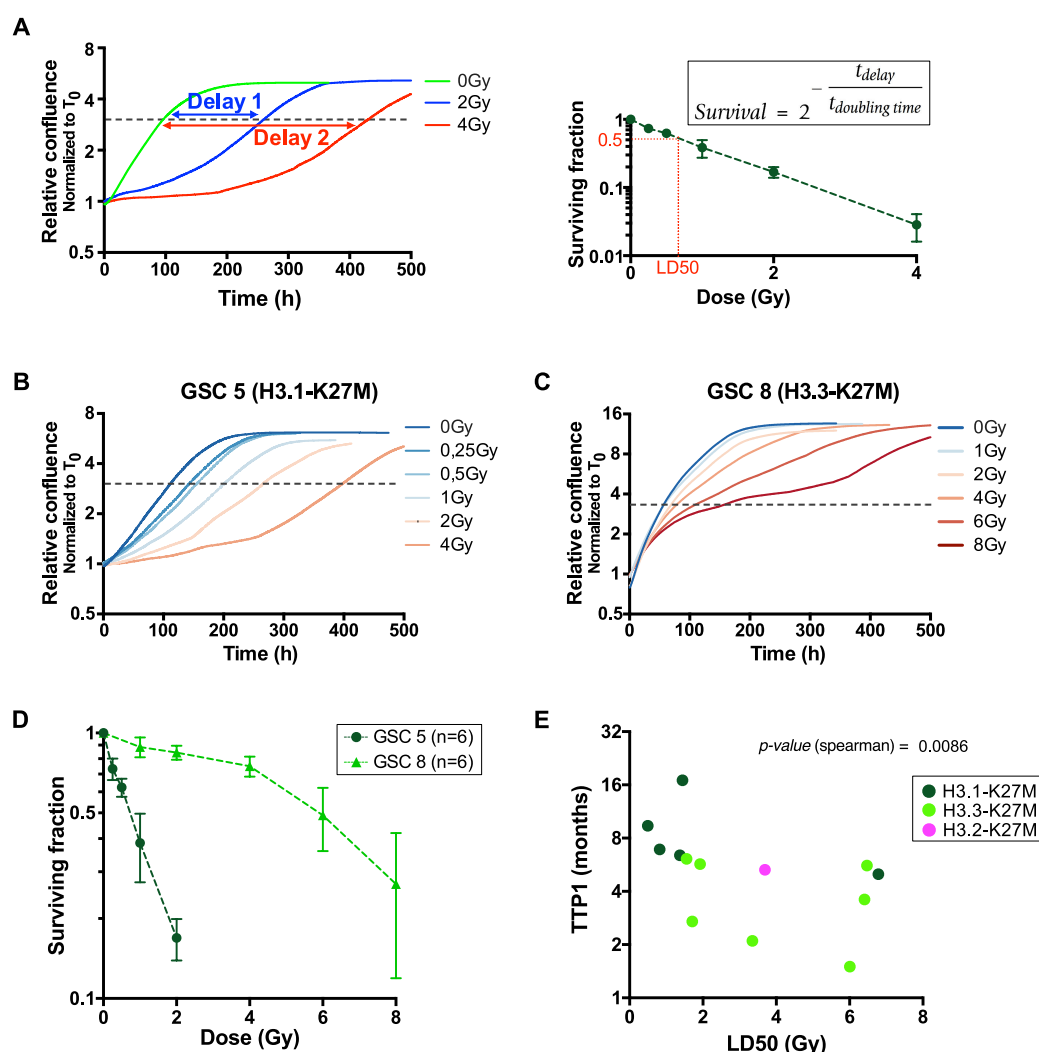 A
Relative confluence
Normalized to T0
8
4
2
1
0.5
0
100
200
300
400
500
Time (h)
Delay 1
Delay 2
0Gy
2Gy
4Gy
Survival = 2 − tdelay / tdoubling time
Surviving fraction
1
0.5
0.1
0.01
0
LD50
2
4
Dose (Gy)
B
GSC 5 (H3.1-K27M)
Relative confluence
Normalized to T0
8
4
2
1
0.5
0
100
200
300
400
500
Time (h)
0Gy
0,25Gy
0,5Gy
1Gy
2Gy
4Gy
C
GSC 8 (H3.3-K27M)
Relative confluence
Normalized to T0
16
8
4
2
1
0.5
0
100
200
300
400
500
Time (h)
0Gy
1Gy
2Gy
4Gy
6Gy
8Gy
D
Surviving fraction
1
0.5
0.1
0
2
4
6
8
Dose (Gy)
GSC 5 (n=6)
GSC 8 (n=6)
E
TTP1 (months)
32
16
8
4
2
1
0
2
4
6
8
LD50 (Gy)
p-value (spearman) = 0.0086
H3.1-K27M
H3.3-K27M
H3.2-K27M